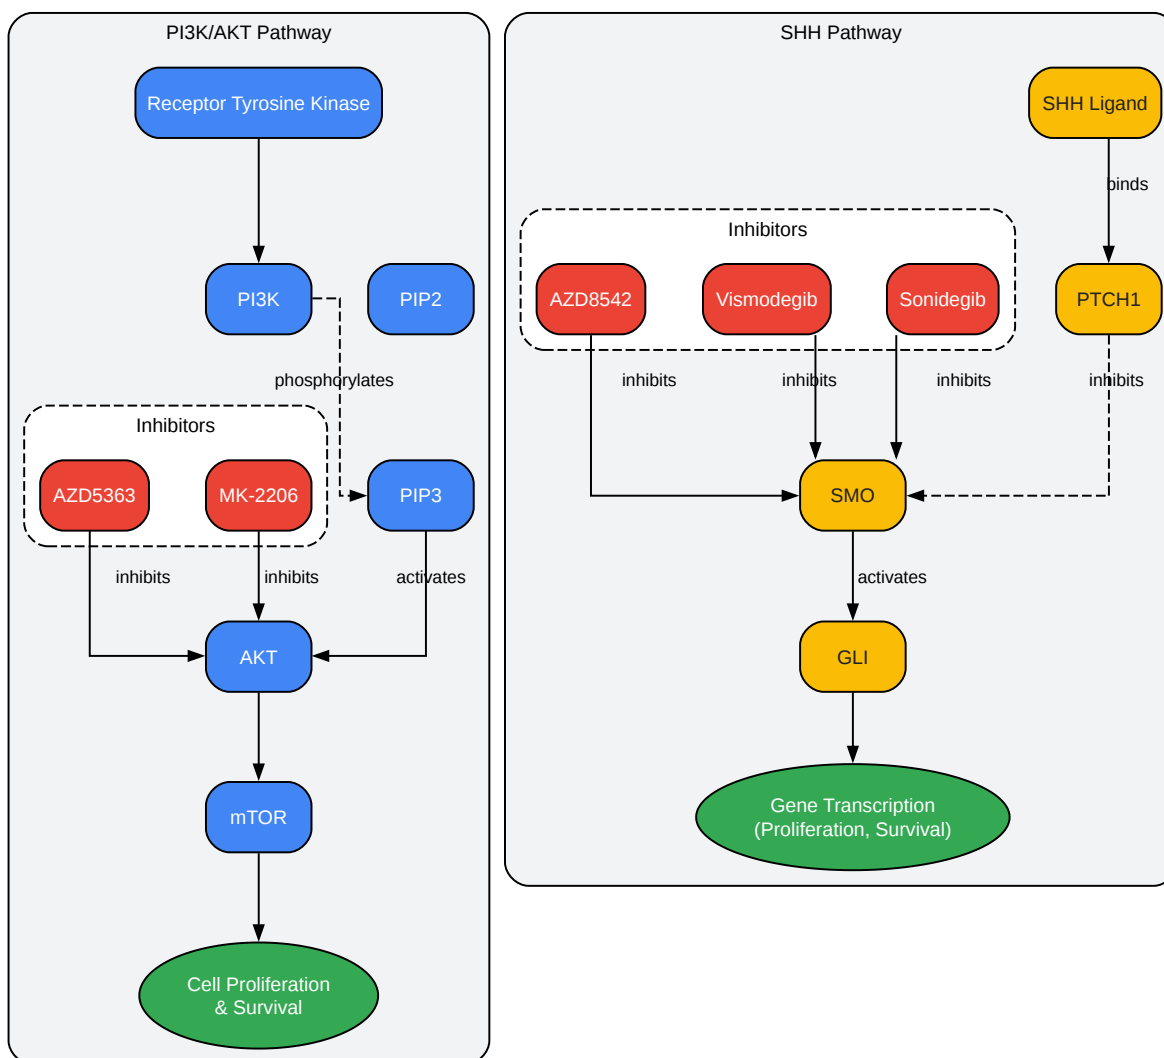 PI3K/AKT Pathway
Receptor Tyrosine Kinase
PI3K
PIP2
phosphorylates
Inhibitors
AZD5363
MK-2206
PIP3
inhibits
inhibits
activates
AKT
mTOR
Cell Proliferation
& Survival
SHH Pathway
SHH Ligand
binds
Inhibitors
AZD8542
Vismodegib
Sonidegib
PTCH1
inhibits
inhibits
inhibits
inhibits
SMO
activates
GLI
Gene Transcription
(Proliferation, Survival)